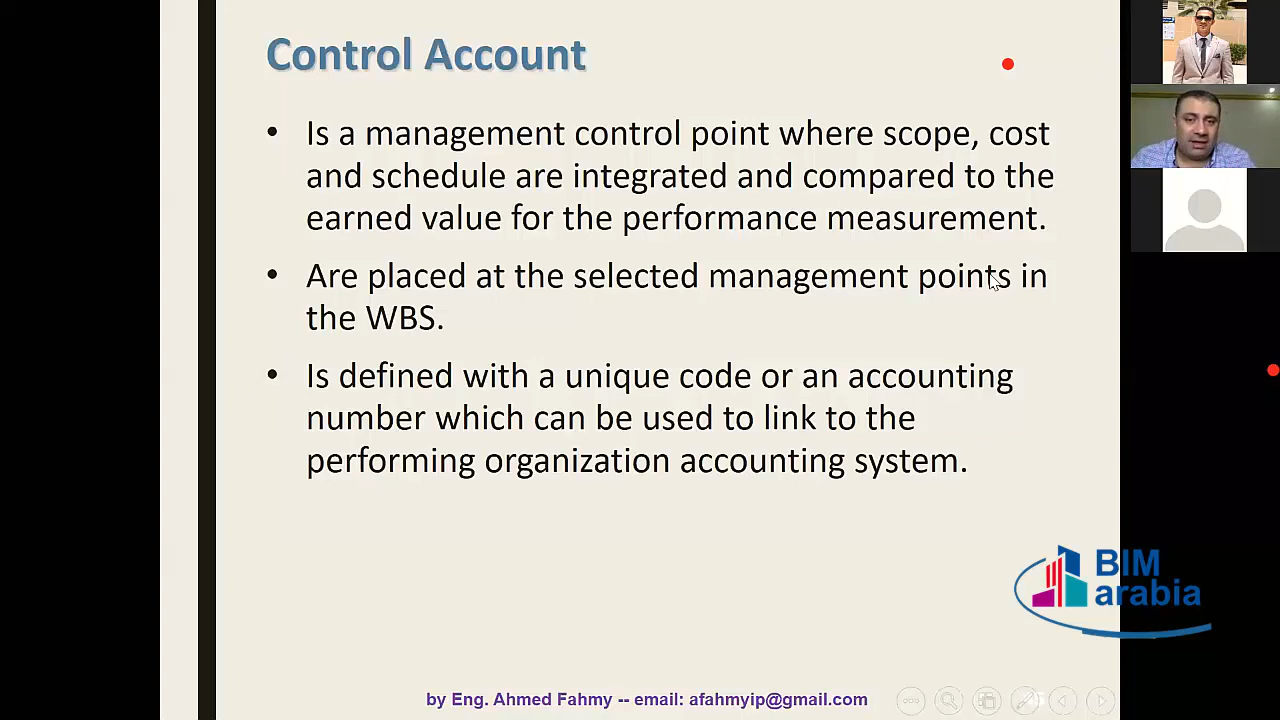 Control Account
• Is a management control point where scope, cost
and schedule are integrated and compared to the
earned value for the performance measurement.
• Are placed at the selected management points in
the WBS.
• Is defined with a unique code or an accounting
number which can be used to link to the
performing organization accounting system.
BIM
arabia
by Eng. Ahmed Fahmy -- email: afahmyip@gmail.com